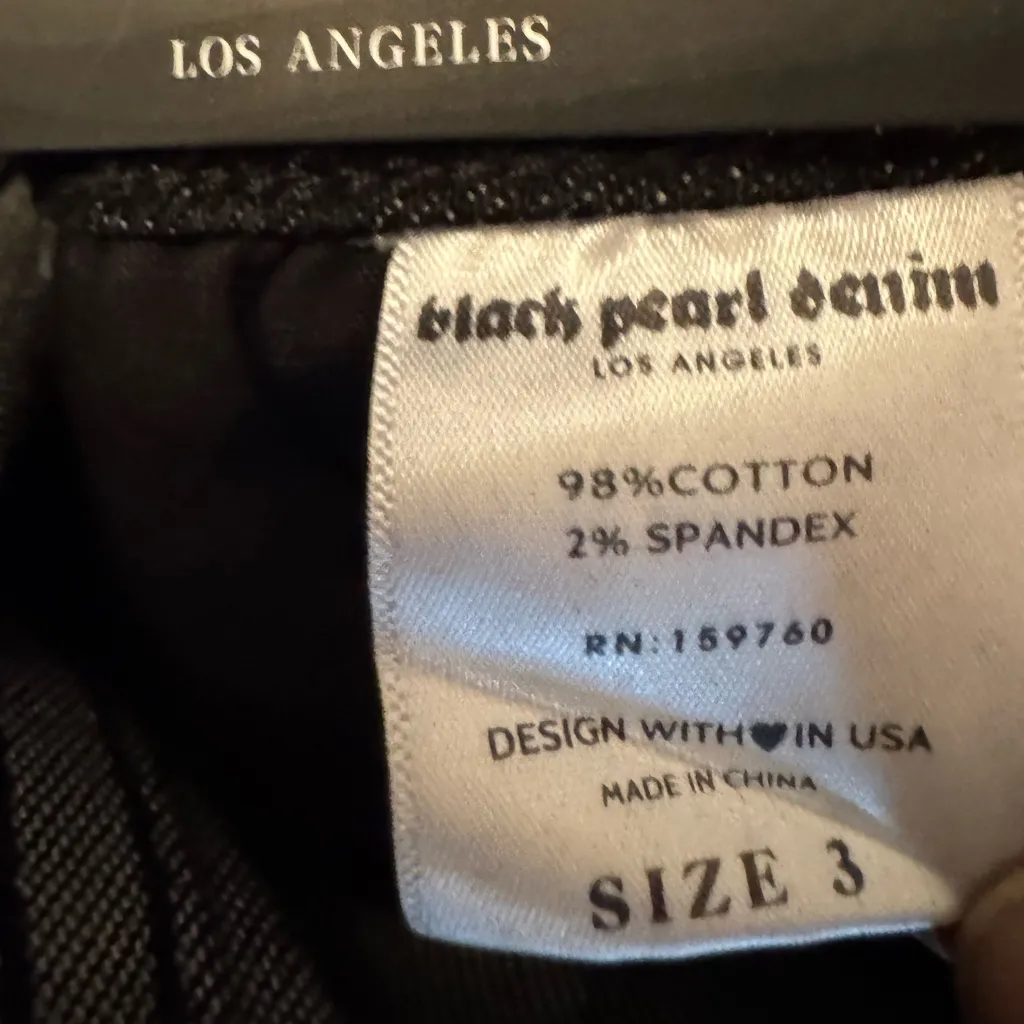 LOS ANGELES
black pearl denim
LOS ANGELES
98%COTTON
2% SPANDEX
RN:159760
DESIGN WITH♥IN USA
MADE IN CHINA
SIZE 3